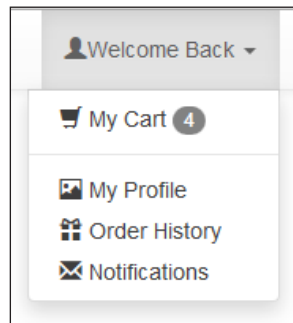 Welcome Back
My Cart 4
My Profile
Order History
Notifications